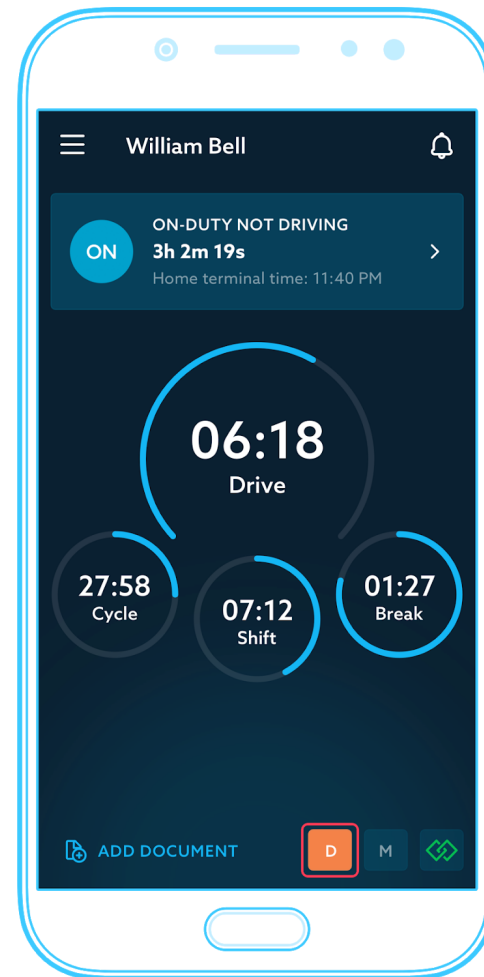 William Bell
ON
ON-DUTY NOT DRIVING
3h 2m 19s
Home terminal time: 11:40 PM
06:18
Drive
27:58
Cycle
07:12
Shift
01:27
Break
ADD DOCUMENT
D
M